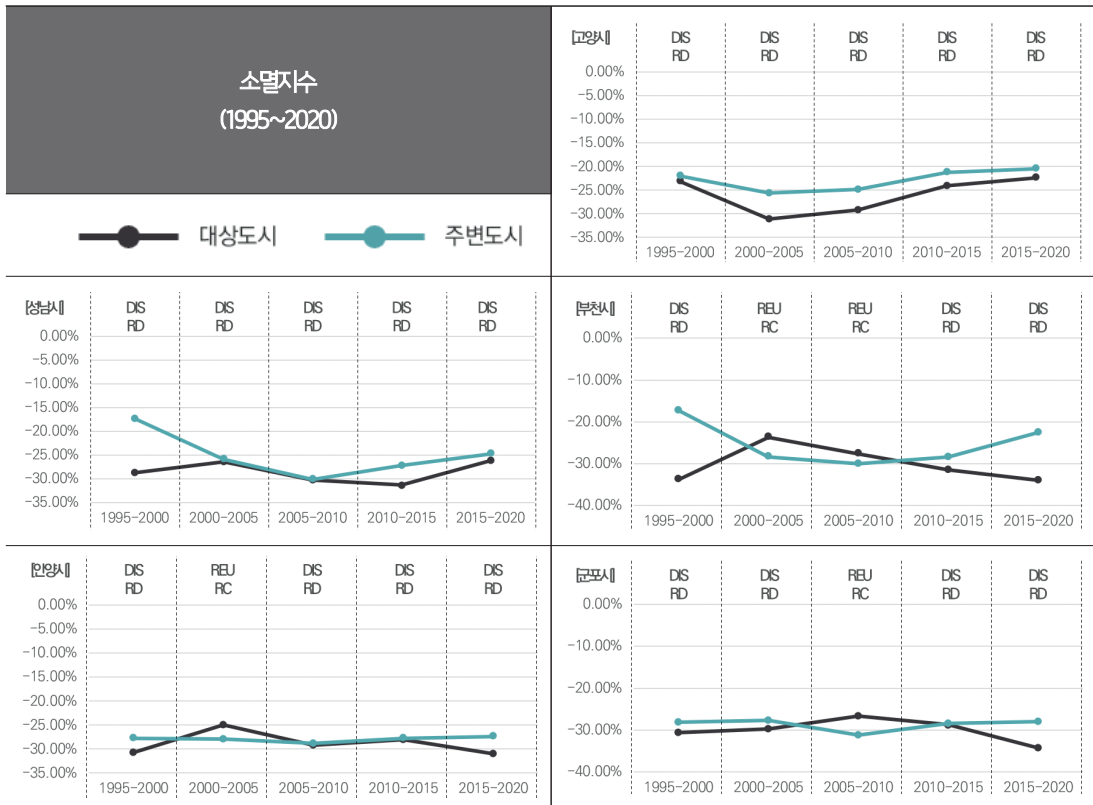 소멸지수
(1995~2020)
대상도시
주변도시
[고양시] DIS DIS DIS DIS DIS
RD RD RD RD RD
0.00%
-5.00%
-10.00%
-15.00%
-20.00%
-25.00%
-30.00%
-35.00%
1995-2000 2000-2005 2005-2010 2010-2015 2015-2020
[성남시] DIS DIS DIS DIS DIS
RD RD RD RD RD
0.00%
-5.00%
-10.00%
-15.00%
-20.00%
-25.00%
-30.00%
-35.00%
1995-2000 2000-2005 2005-2010 2010-2015 2015-2020
[부천시] DIS REU REU DIS DIS
RD RC RC RD RD
0.00%
-10.00%
-20.00%
-30.00%
-40.00%
1995-2000 2000-2005 2005-2010 2010-2015 2015-2020
[안양시] DIS REU DIS DIS DIS
RD RC RD RD RD
0.00%
-5.00%
-10.00%
-15.00%
-20.00%
-25.00%
-30.00%
-35.00%
1995-2000 2000-2005 2005-2010 2010-2015 2015-2020
[군포시] DIS DIS REU DIS DIS
RD RD RC RD RD
0.00%
-10.00%
-20.00%
-30.00%
-40.00%
1995-2000 2000-2005 2005-2010 2010-2015 2015-2020